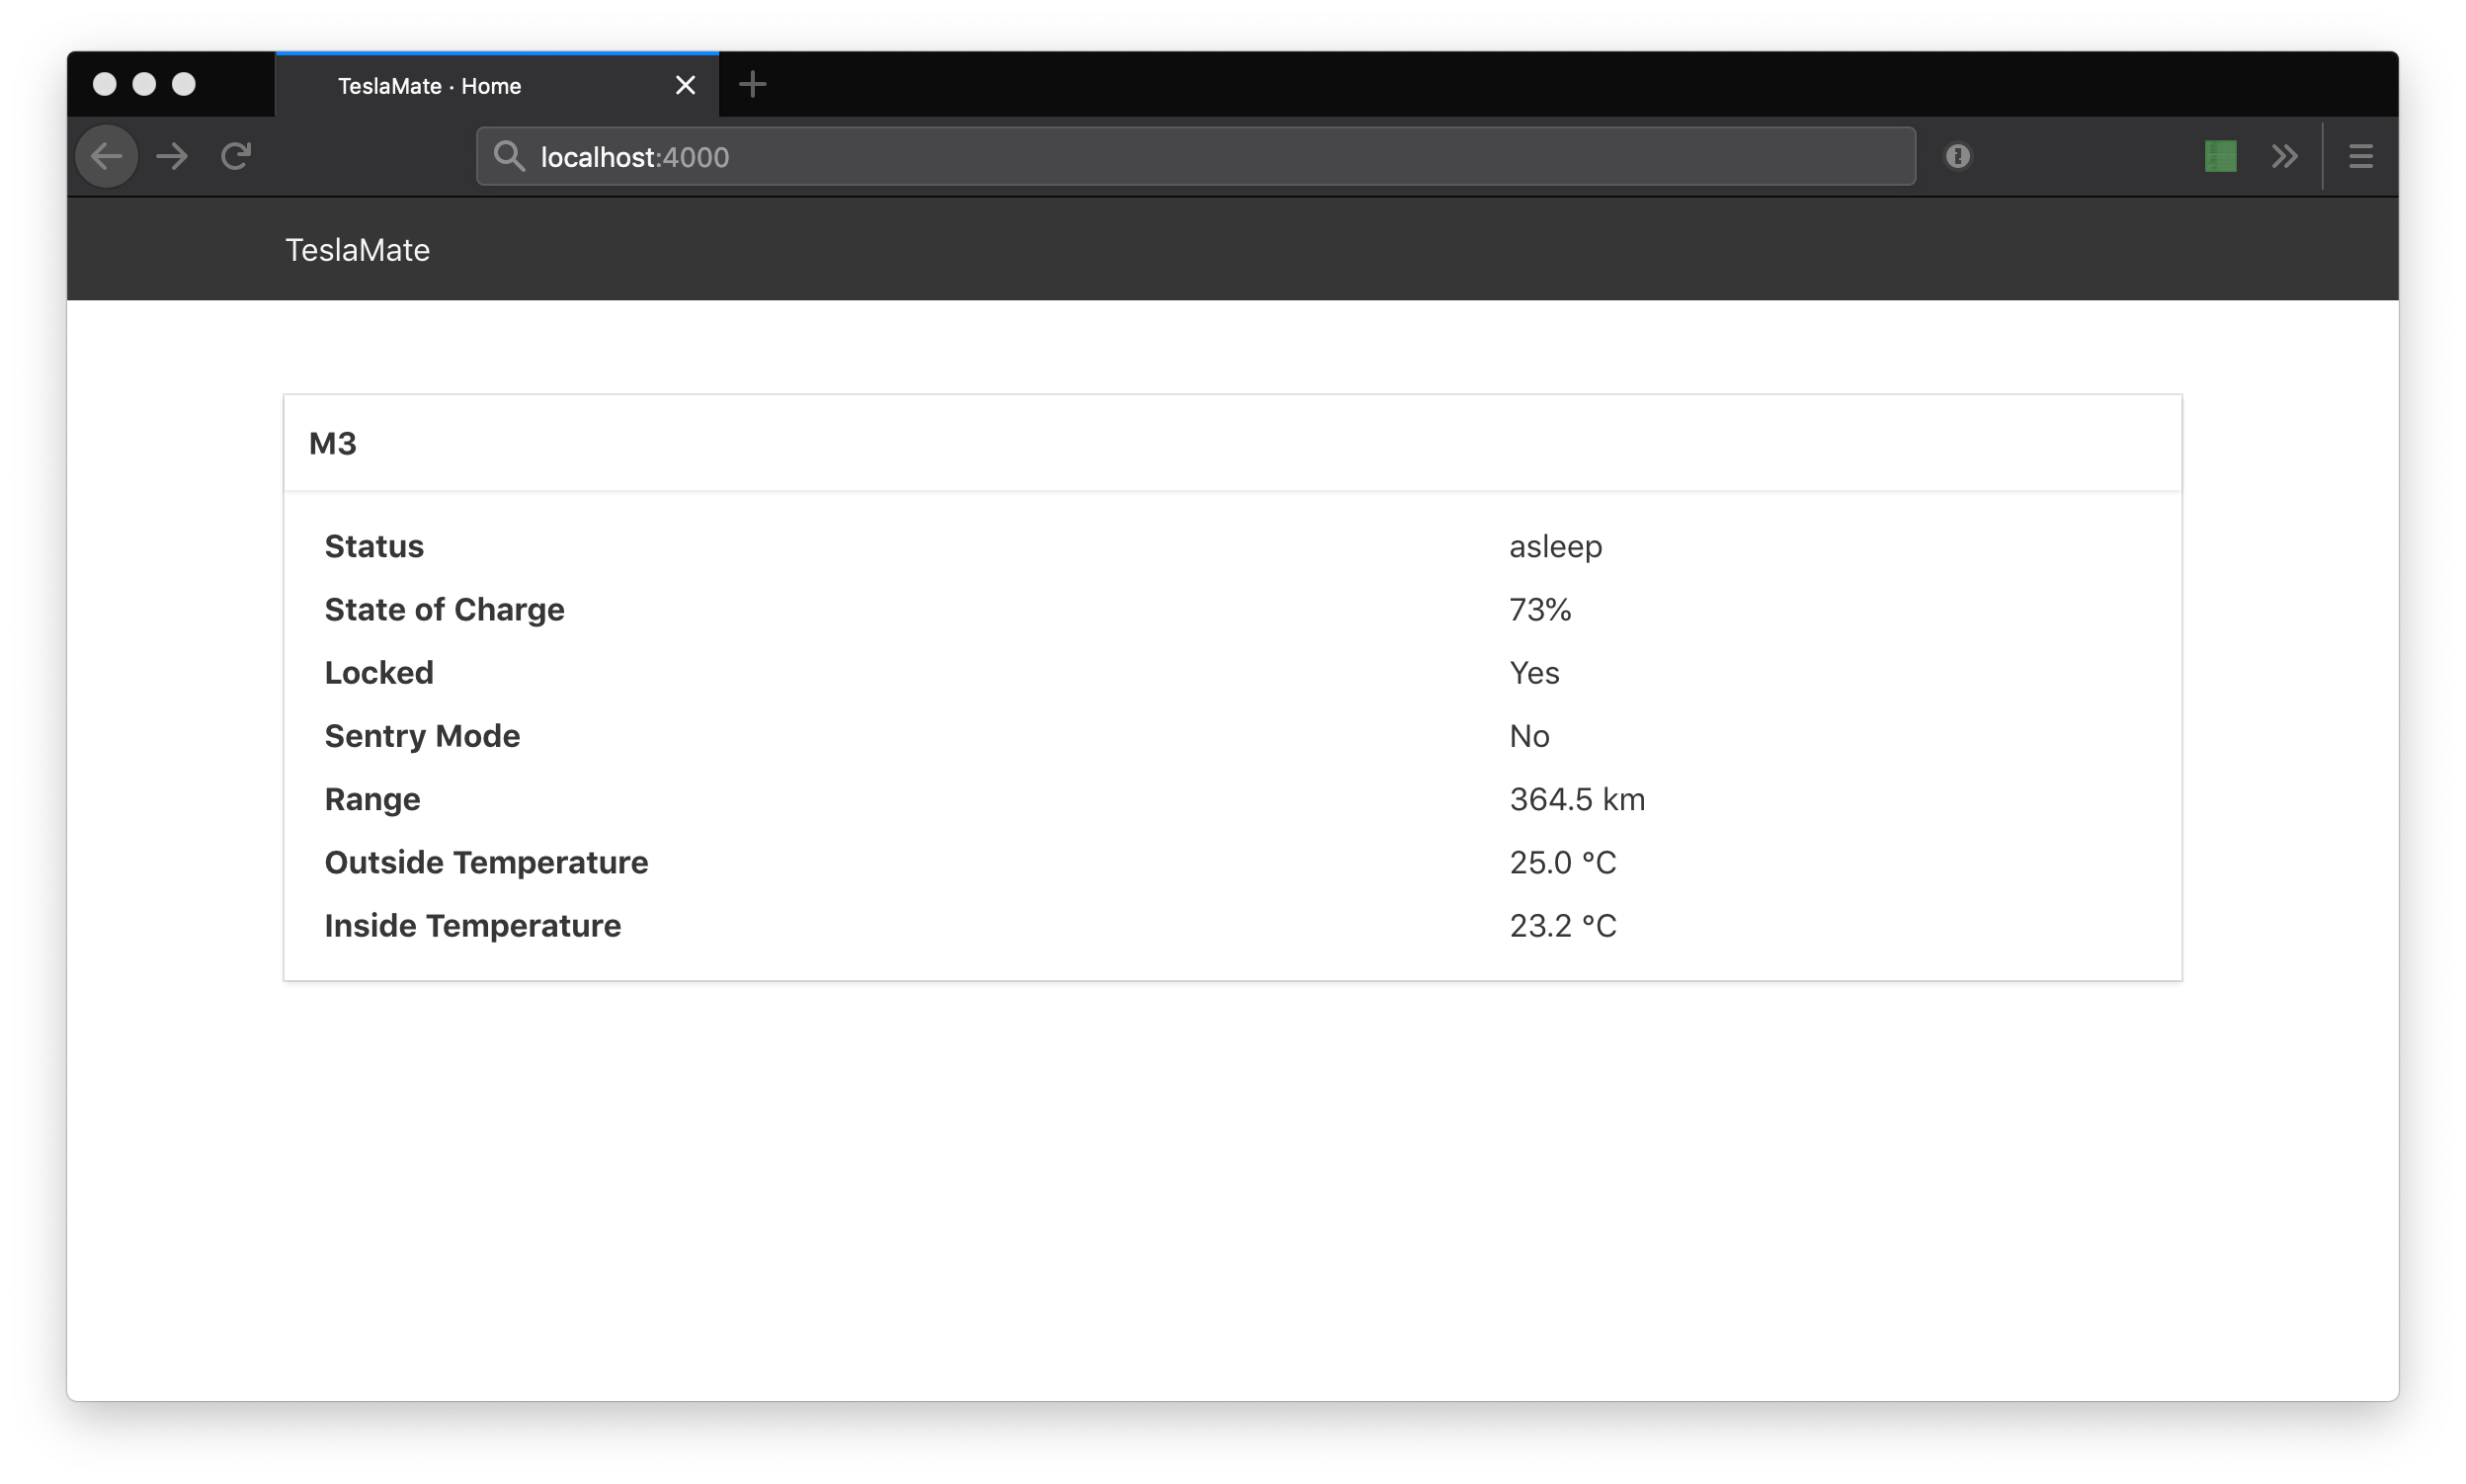 TeslaMate · Home
localhost:4000
TeslaMate
M3
Status asleep
State of Charge 73%
Locked Yes
Sentry Mode No
Range 364.5 km
Outside Temperature 25.0 °C
Inside Temperature 23.2 °C